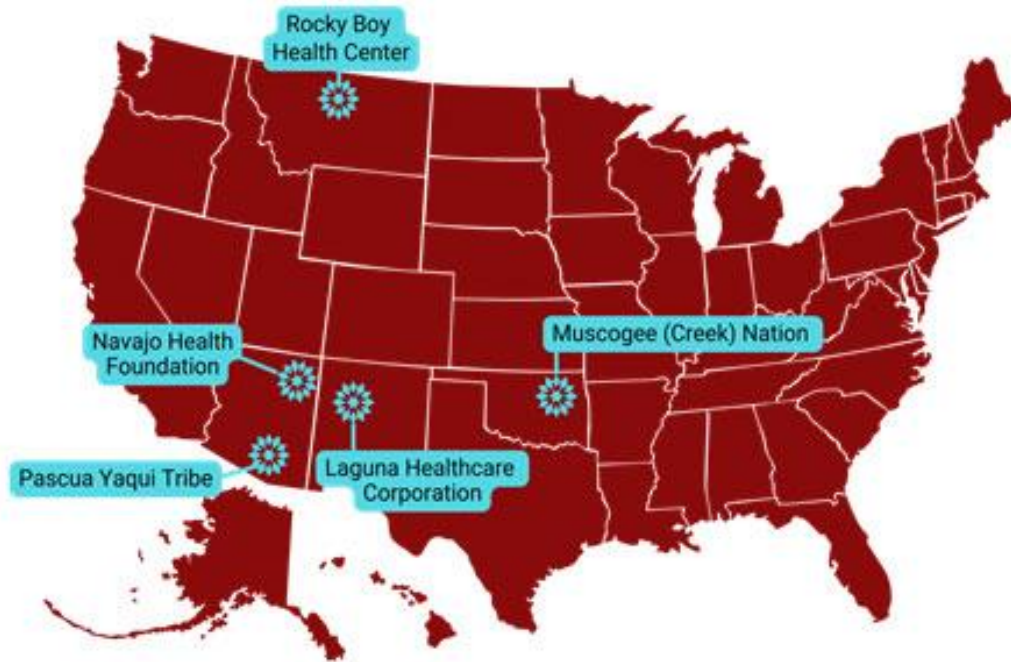 Rocky Boy
Health Center
Muscogee (Creek) Nation
Navajo Health
Foundation
Pascua Yaqui Tribe
Laguna Healthcare
Corporation